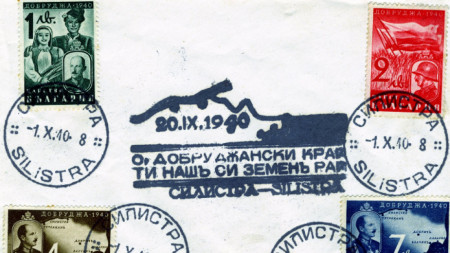 ДОБРУДЖА·1940
1 лв.
БЪЛГАРИЯ
ДОБРУДЖА·1940
2 лв.
СИЛИСТРА
-1.X.40- 8
SILISTRA
СИЛИСТРА
-1.X.40- 8
SILISTRA
20.IX.1940
О, ДОБРУДЖАНСКИ КРАЙ
ТИ НАШЪ СИ ЗЕМЕНЪ РАЙ
СИЛИСТРА – SILISTRA
ДОБРУДЖА·1940
4
СИЛИСТРА
СИЛИСТРА
ДОБРУДЖА·1940
7